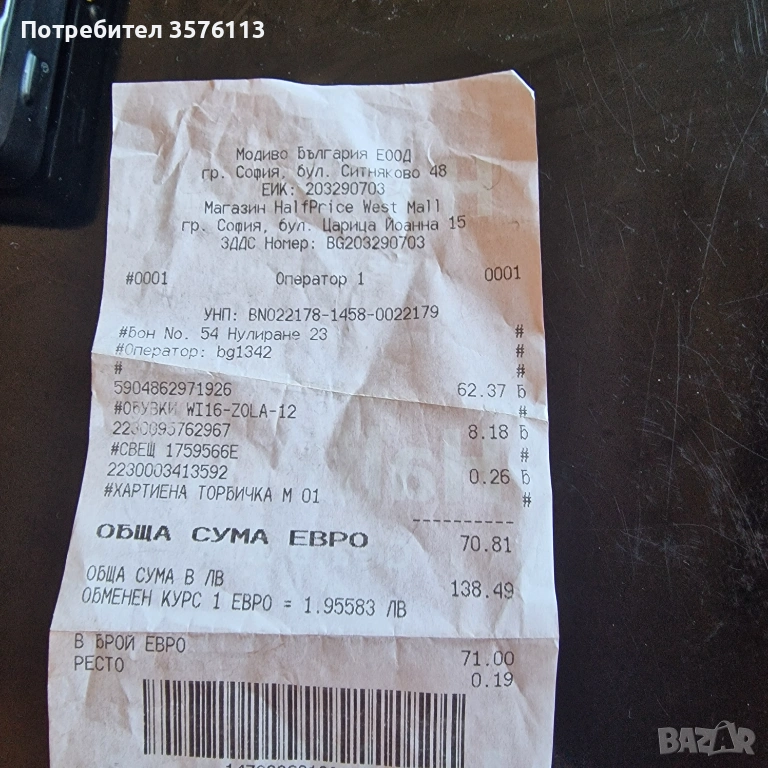 Потребител 3576113
Модиво България ЕООД
гр. София, бул. Ситняково 48
ЕИК: 203290703
Магазин HalfPrice West Mall
гр. София, бул. Царица Йоанна 15
ЗДДС Номер: BG203290703
#0001 Оператор 1 0001
УНП: BN022178-1458-0022179
#Бон No. 54 Нулиране 23 #
#Оператор: bg1342 #
# #
5904862971926 62.37 Б
#ОБУВКИ WI16-ZOLA-12 #
2230095762967 8.18 Б
#СВЕЩ 1759566E #
2230003413592 0.26 Б
#ХАРТИЕНА ТОРБИЧКА М 01 #
----------
ОБЩА СУМА ЕВРО 70.81
ОБЩА СУМА В ЛВ 138.49
ОБМЕНЕН КУРС 1 ЕВРО = 1.95583 ЛВ
В БРОЙ ЕВРО 71.00
РЕСТО 0.19
BAZAR